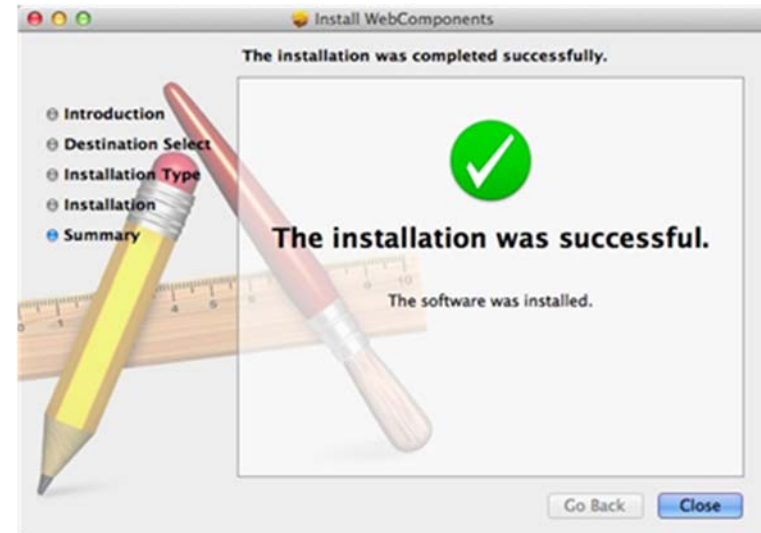 Install WebComponents
The installation was completed successfully.
Introduction
Destination Select
Installation Type
Installation
Summary
The installation was successful.
The software was installed.
Go Back
Close